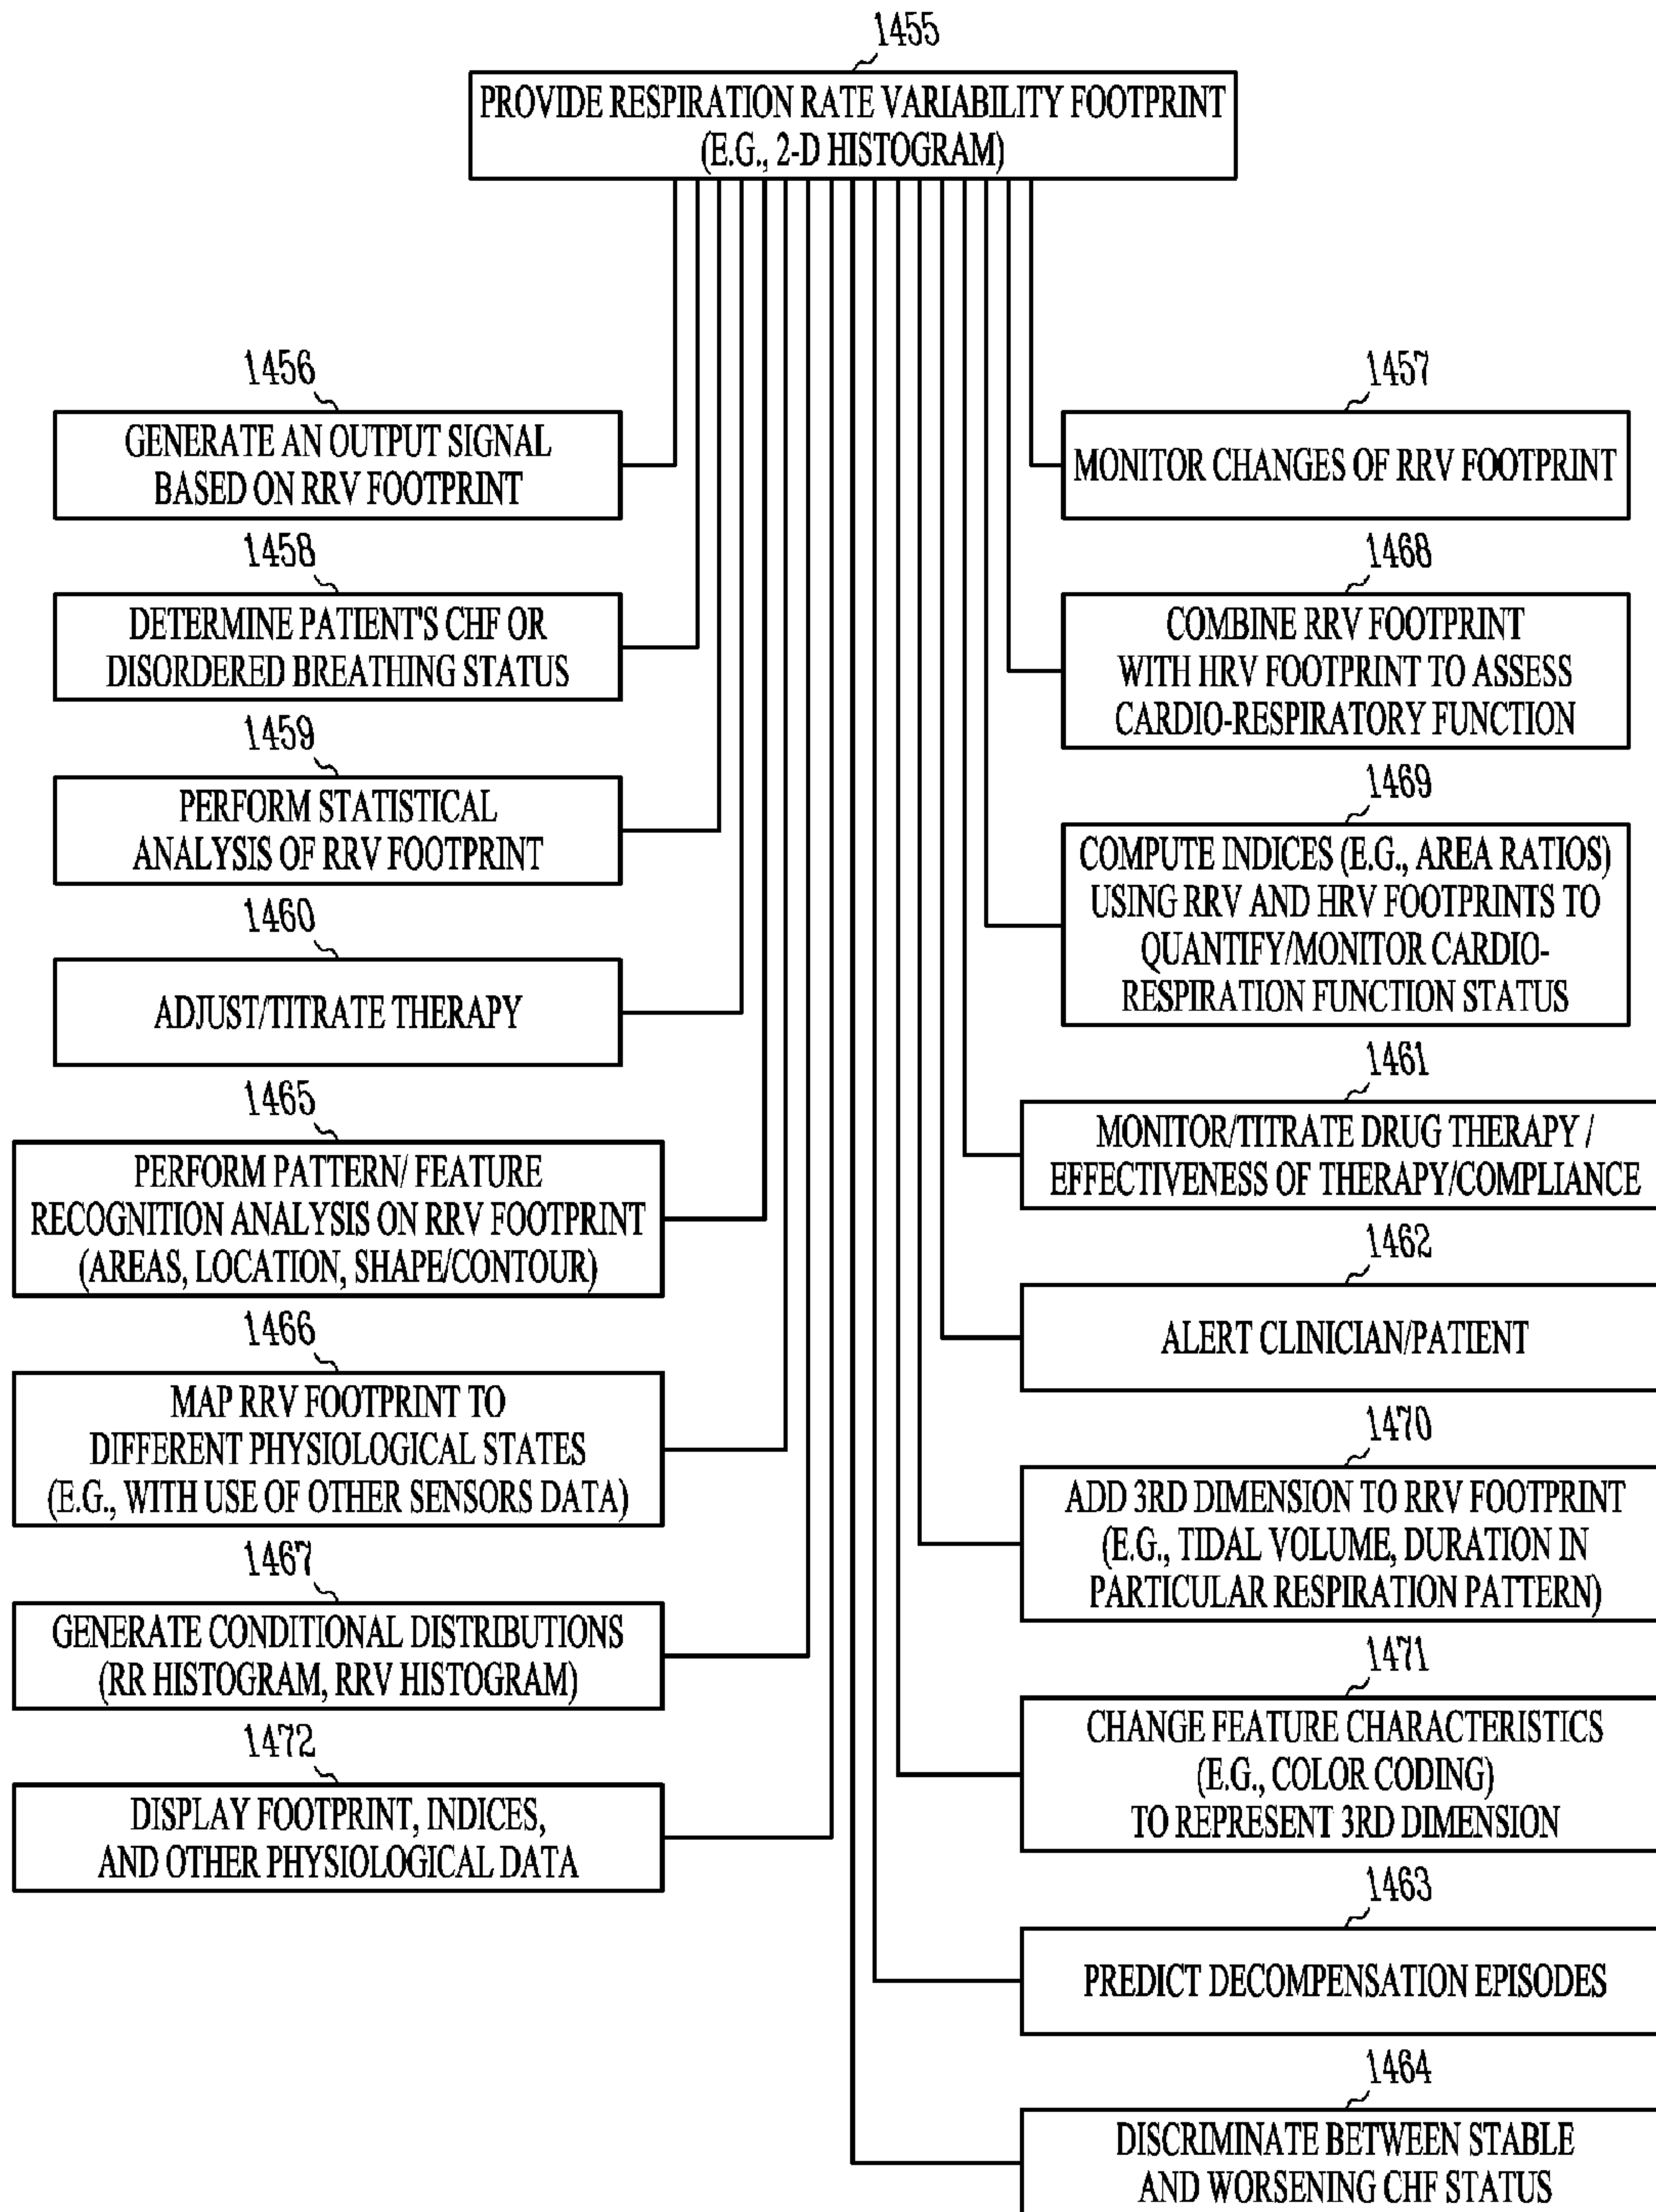 1455
PROVIDE RESPIRATION RATE VARIABILITY FOOTPRINT
(E.G., 2-D HISTOGRAM)
1456
GENERATE AN OUTPUT SIGNAL
BASED ON RRV FOOTPRINT
1458
DETERMINE PATIENT'S CHF OR
DISORDERED BREATHING STATUS
1459
PERFORM STATISTICAL
ANALYSIS OF RRV FOOTPRINT
1460
ADJUST/TITRATE THERAPY
1465
PERFORM PATTERN/ FEATURE
RECOGNITION ANALYSIS ON RRV FOOTPRINT
(AREAS, LOCATION, SHAPE/CONTOUR)
1466
MAP RRV FOOTPRINT TO
DIFFERENT PHYSIOLOGICAL STATES
(E.G., WITH USE OF OTHER SENSORS DATA)
1467
GENERATE CONDITIONAL DISTRIBUTIONS
(RR HISTOGRAM, RRV HISTOGRAM)
1472
DISPLAY FOOTPRINT, INDICES,
AND OTHER PHYSIOLOGICAL DATA
1457
MONITOR CHANGES OF RRV FOOTPRINT
1468
COMBINE RRV FOOTPRINT
WITH HRV FOOTPRINT TO ASSESS
CARDIO-RESPIRATORY FUNCTION
1469
COMPUTE INDICES (E.G., AREA RATIOS)
USING RRV AND HRV FOOTPRINTS TO
QUANTIFY/MONITOR CARDIO-
RESPIRATION FUNCTION STATUS
1461
MONITOR/TITRATE DRUG THERAPY /
EFFECTIVENESS OF THERAPY/COMPLIANCE
1462
ALERT CLINICIAN/PATIENT
1470
ADD 3RD DIMENSION TO RRV FOOTPRINT
(E.G., TIDAL VOLUME, DURATION IN
PARTICULAR RESPIRATION PATTERN)
1471
CHANGE FEATURE CHARACTERISTICS
(E.G., COLOR CODING)
TO REPRESENT 3RD DIMENSION
1463
PREDICT DECOMPENSATION EPISODES
1464
DISCRIMINATE BETWEEN STABLE
AND WORSENING CHF STATUS